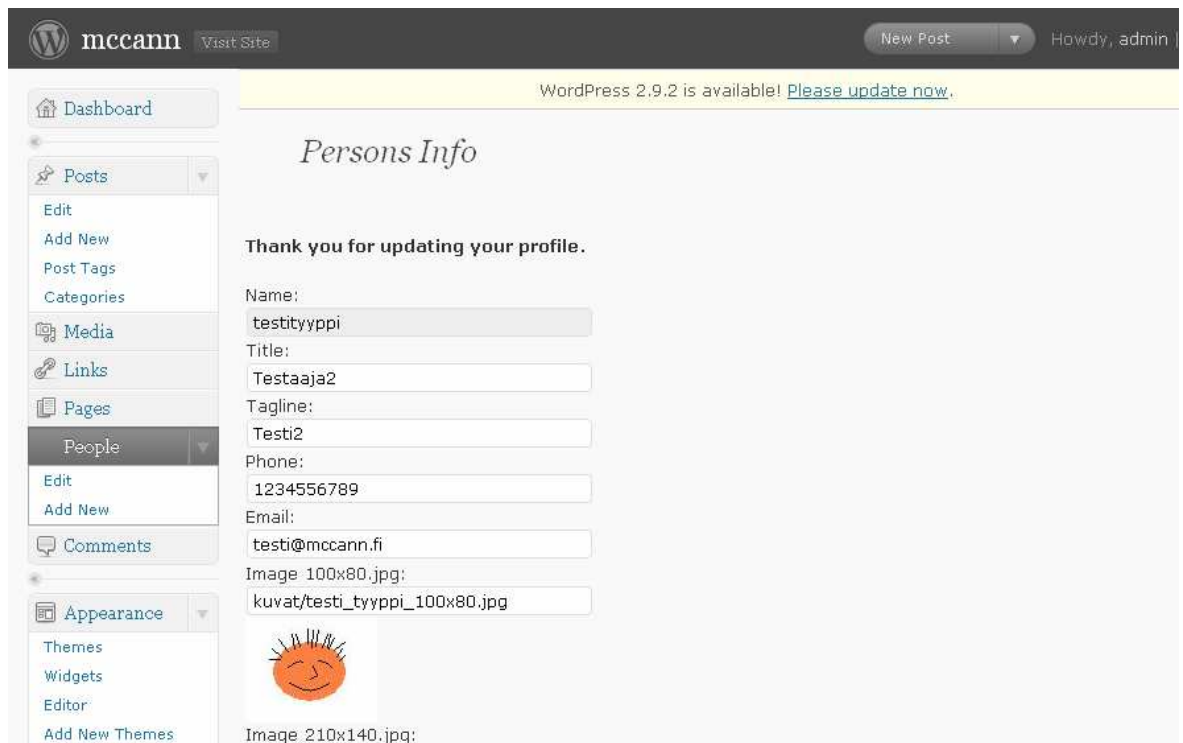 mccann Visit Site New Post Howdy, admin |
WordPress 2.9.2 is available! Please update now.
Dashboard
Posts
Edit
Add New
Post Tags
Categories
Media
Links
Pages
People
Edit
Add New
Comments
Appearance
Themes
Widgets
Editor
Add New Themes
Persons Info
Thank you for updating your profile.
Name:
testityyppi
Title:
Testaaja2
Tagline:
Testi2
Phone:
1234556789
Email:
testi@mccann.fi
Image 100x80.jpg:
kuvat/testi_tyyppi_100x80.jpg
Image 210x140.jpg: